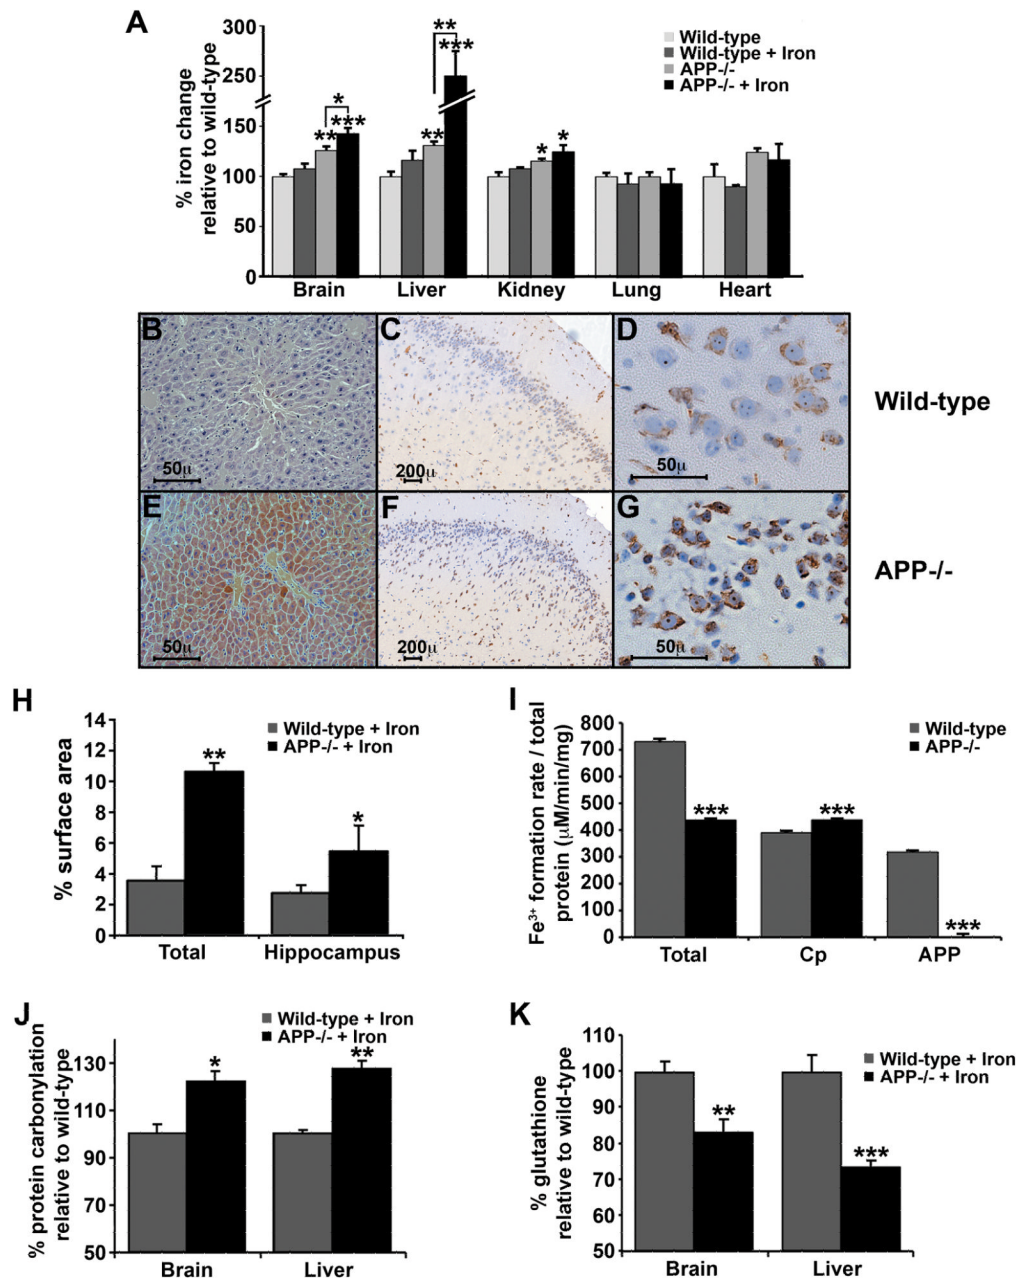 A
% iron change
relative to wild-type
300
250
150
100
50
0
** 
***
*
***
**
**
*
*
Wild-type
Wild-type + Iron
APP-/-
APP-/- + Iron
Brain Liver Kidney Lung Heart
B
50µ
C
200µ
D
50µ
Wild-type
E
50µ
F
200µ
G
50µ
APP-/-
H
% surface area
14
12
10
8
6
4
2
0
Wild-type + Iron
APP-/- + Iron
**
*
Total Hippocampus
I
Fe³⁺ formation rate / total
protein (µM/min/mg)
800
700
600
500
400
300
200
100
0
Wild-type
APP-/-
***
***
***
Total Cp APP
J
% protein carbonylation
relative to wild-type
130
110
90
70
50
Wild-type + Iron
APP-/- + Iron
*
**
Brain Liver
K
% glutathione
relative to wild-type
110
100
90
80
70
60
50
Wild-type + Iron
APP-/- + Iron
**
***
Brain Liver